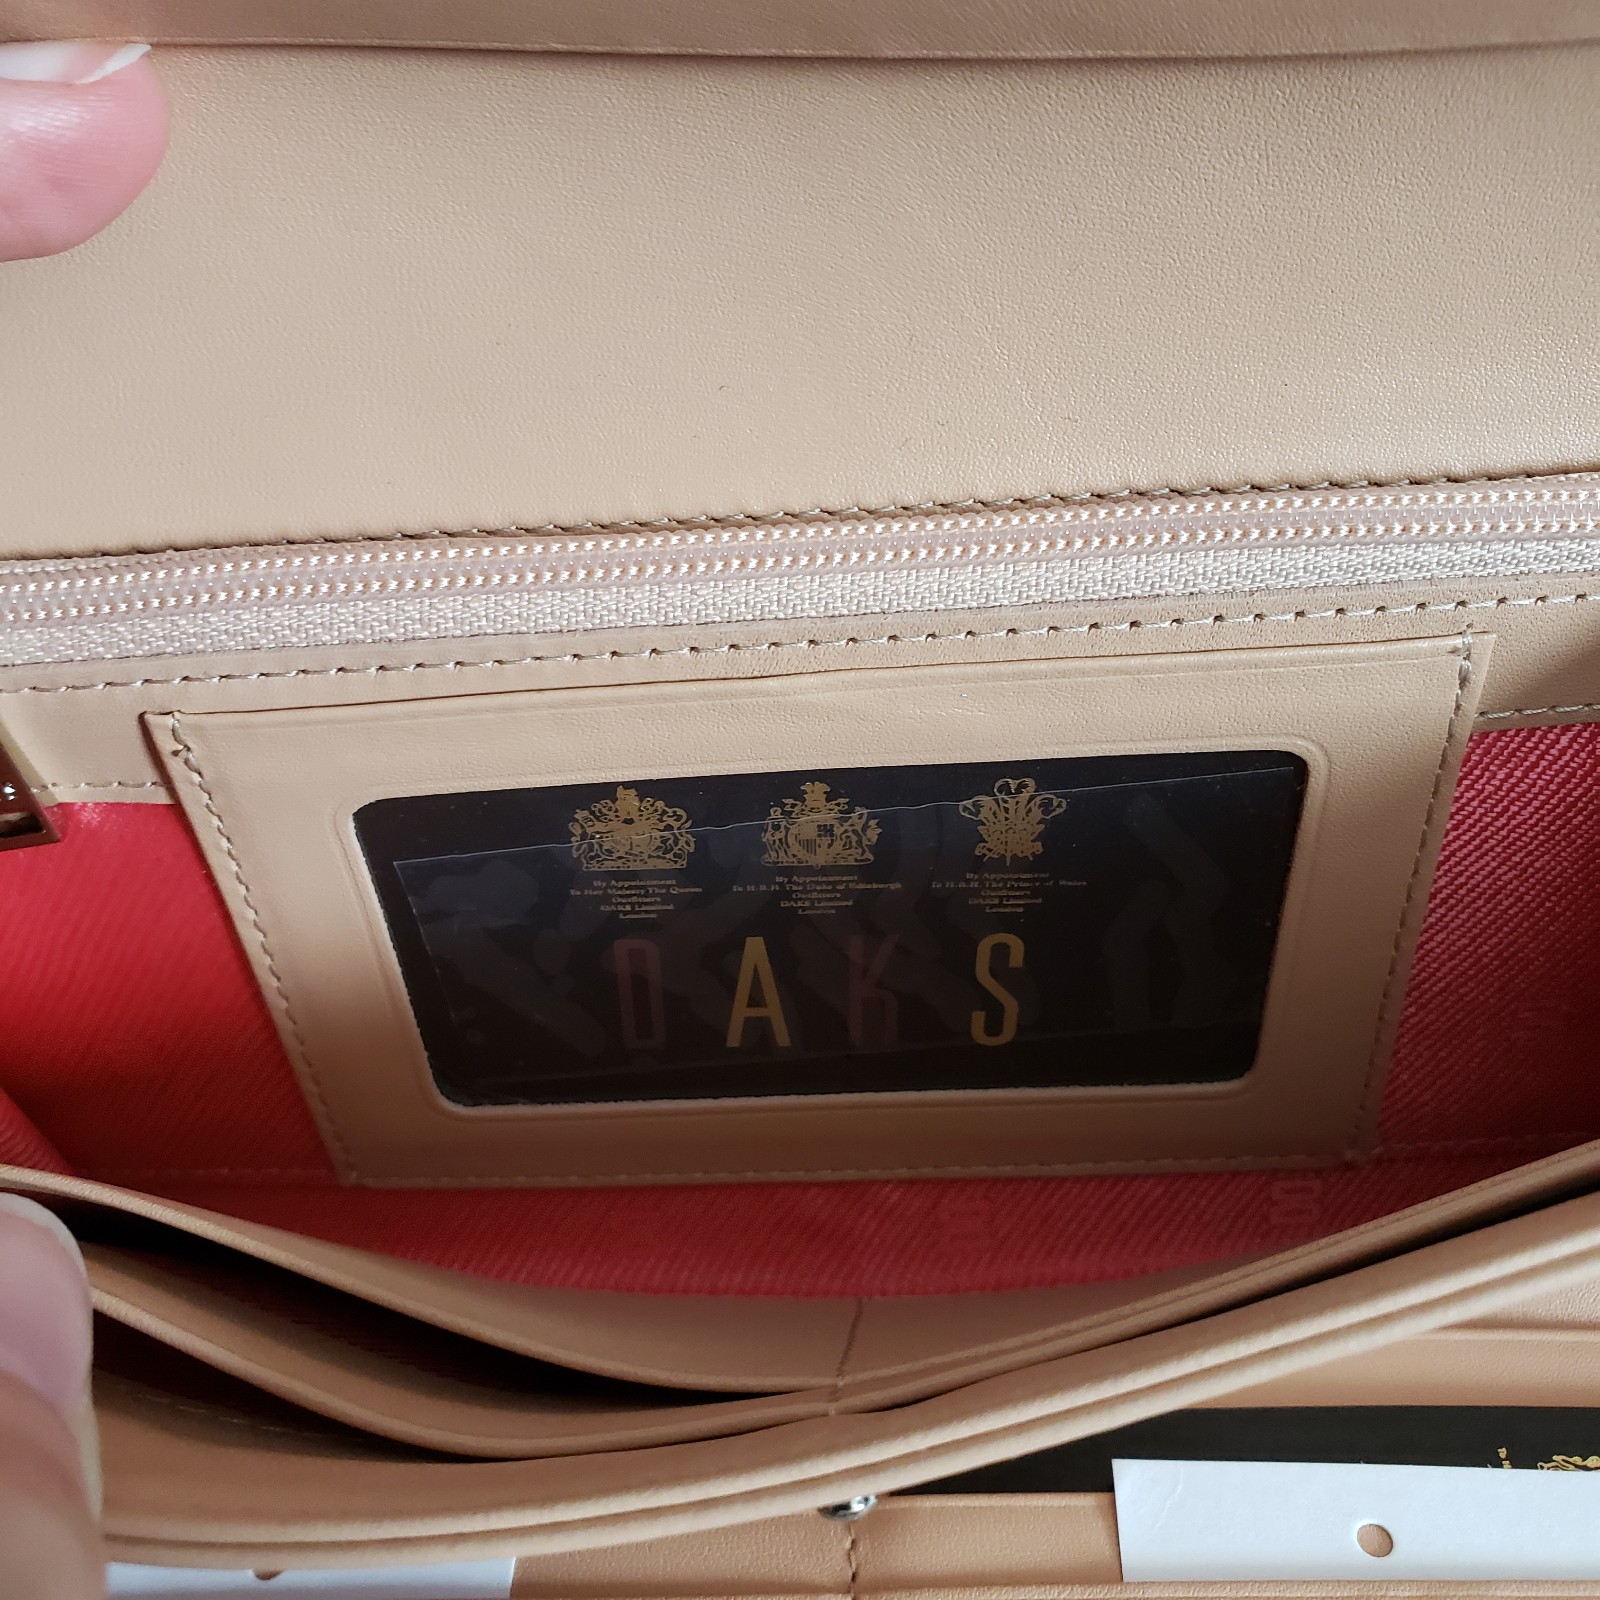 By Appointment
To Her Majesty The Queen
Outfitters
DAKS Limited
London
By Appointment
To H.R.H. The Duke of Edinburgh
Outfitters
DAKS Limited
London
By Appointment
To H.R.H. The Prince of Wales
Outfitters
DAKS Limited
London
DAKS